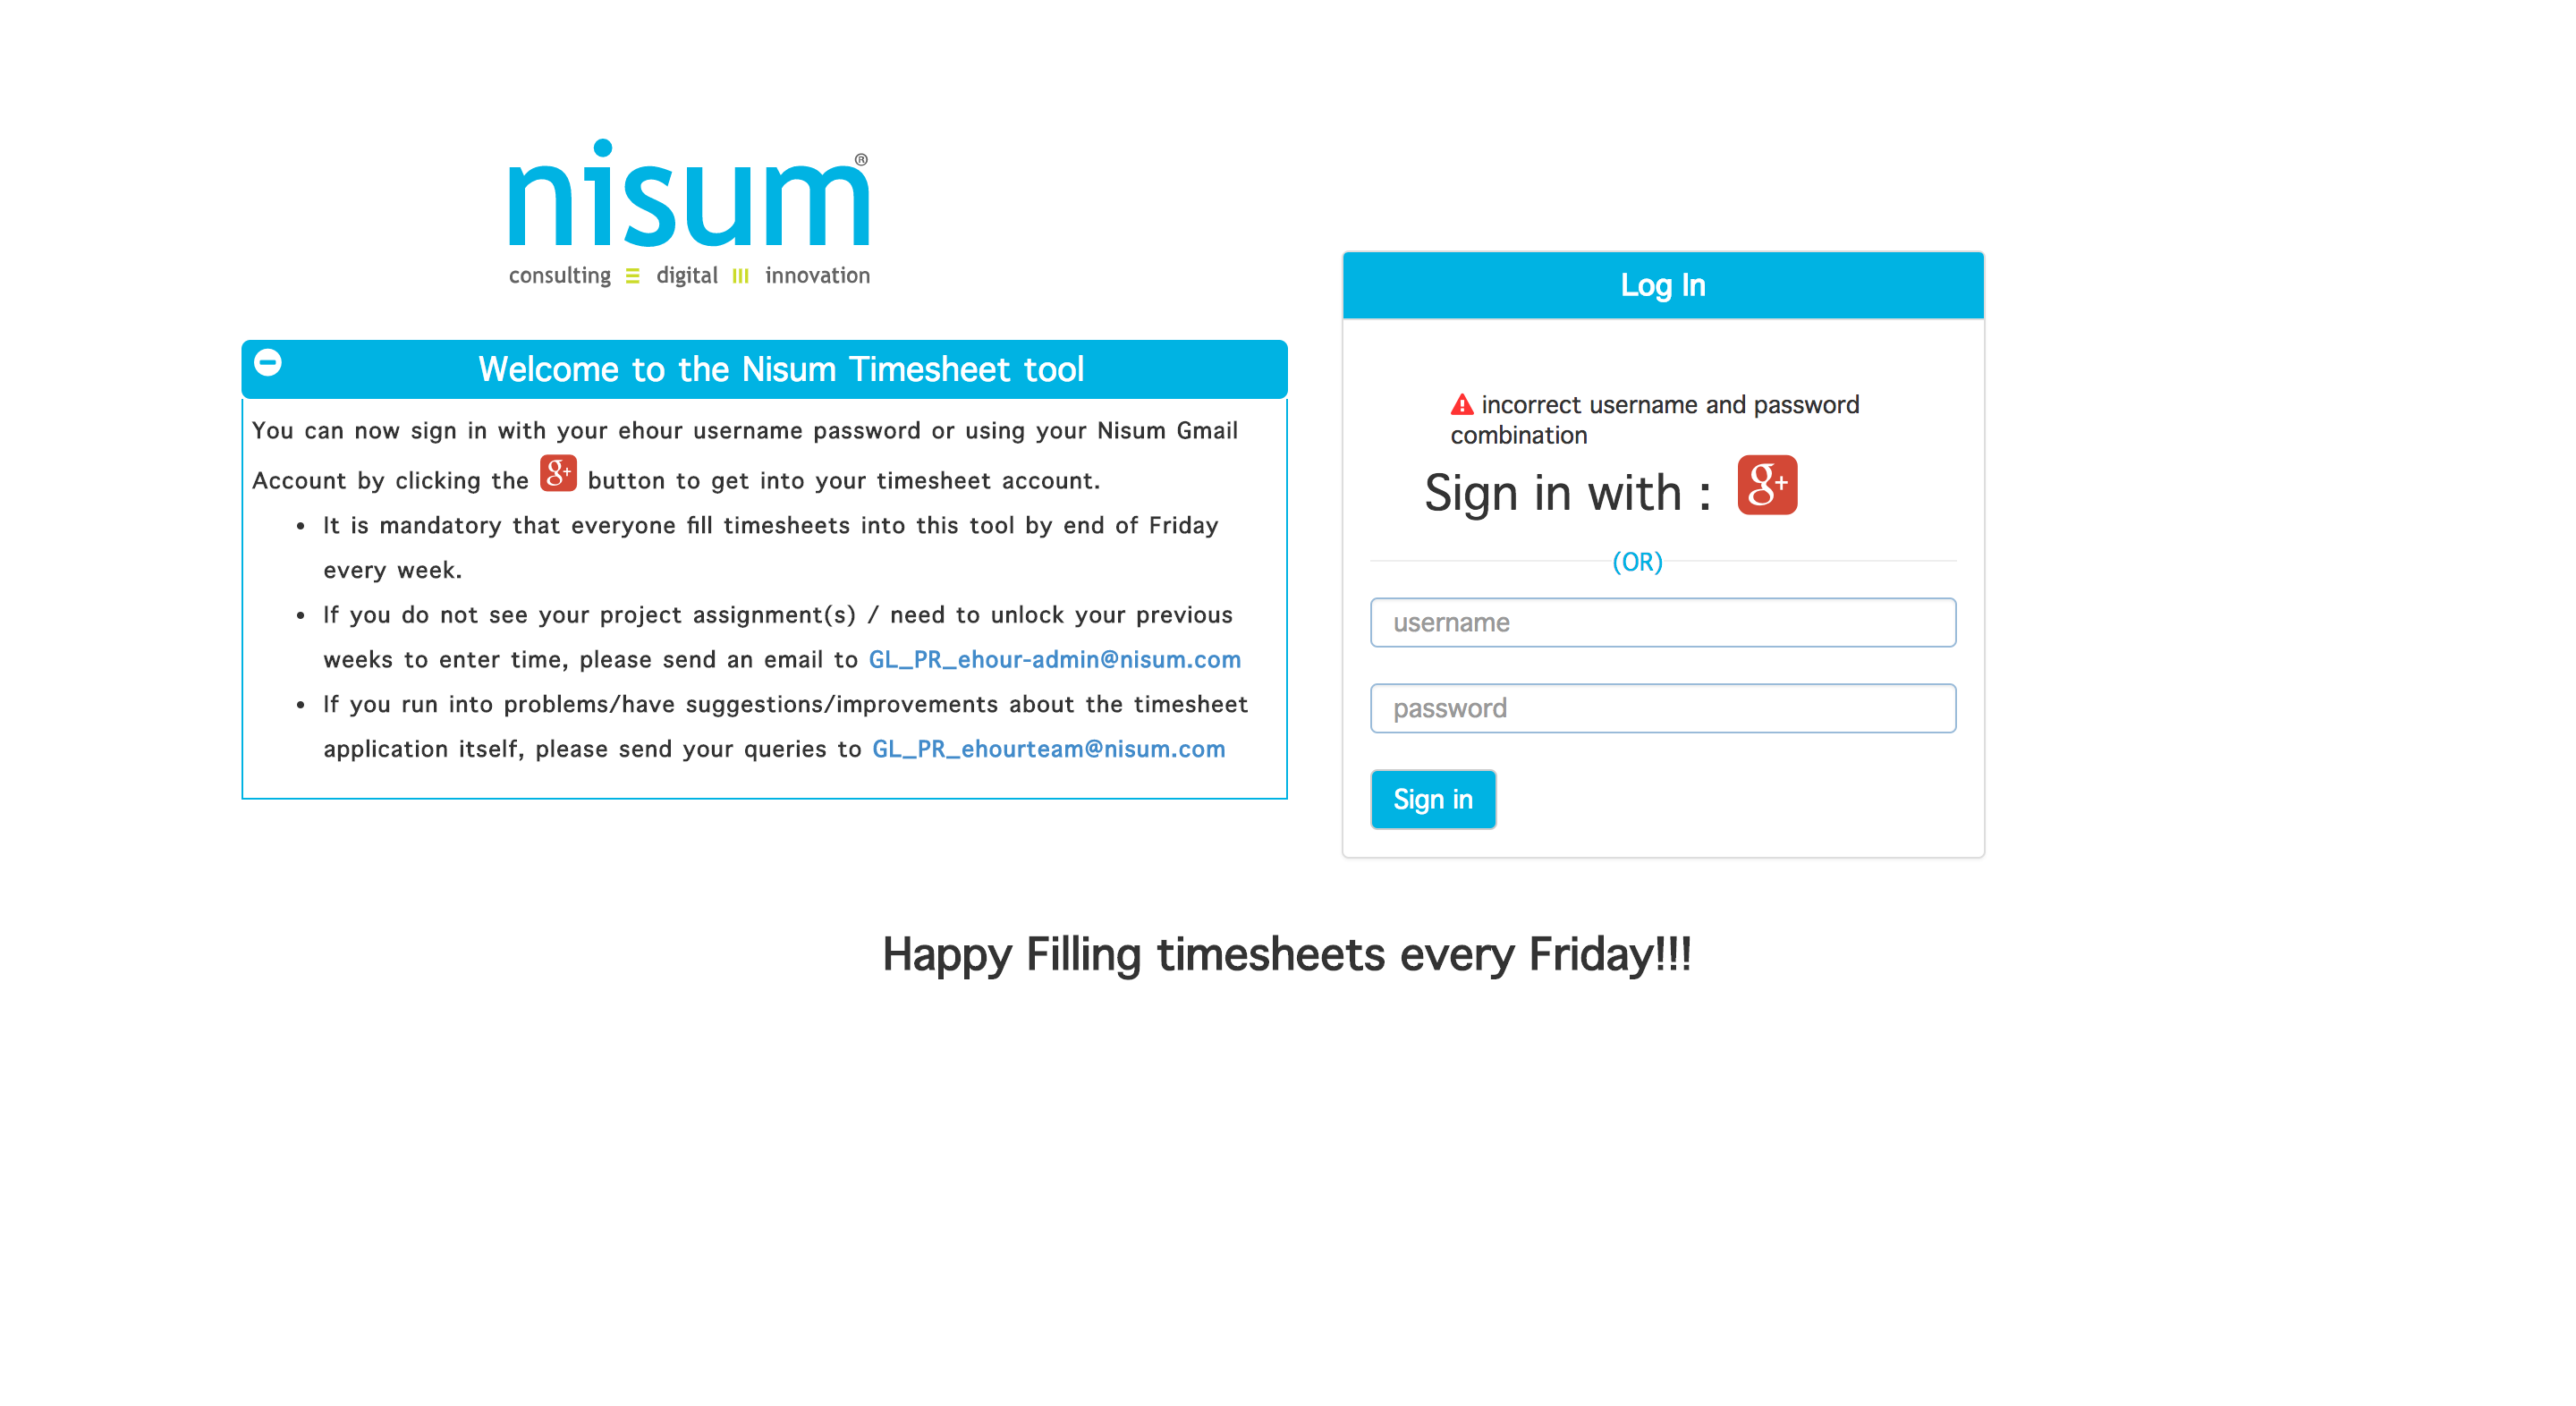 nisum®
consulting digital innovation
Welcome to the Nisum Timesheet tool
You can now sign in with your ehour username password or using your Nisum Gmail
Account by clicking the g+ button to get into your timesheet account.
• It is mandatory that everyone fill timesheets into this tool by end of Friday
every week.
• If you do not see your project assignment(s) / need to unlock your previous
weeks to enter time, please send an email to GL_PR_ehour-admin@nisum.com
• If you run into problems/have suggestions/improvements about the timesheet
application itself, please send your queries to GL_PR_ehourteam@nisum.com
Log In
incorrect username and password
combination
Sign in with : g+
(OR)
username
password
Sign in
Happy Filling timesheets every Friday!!!